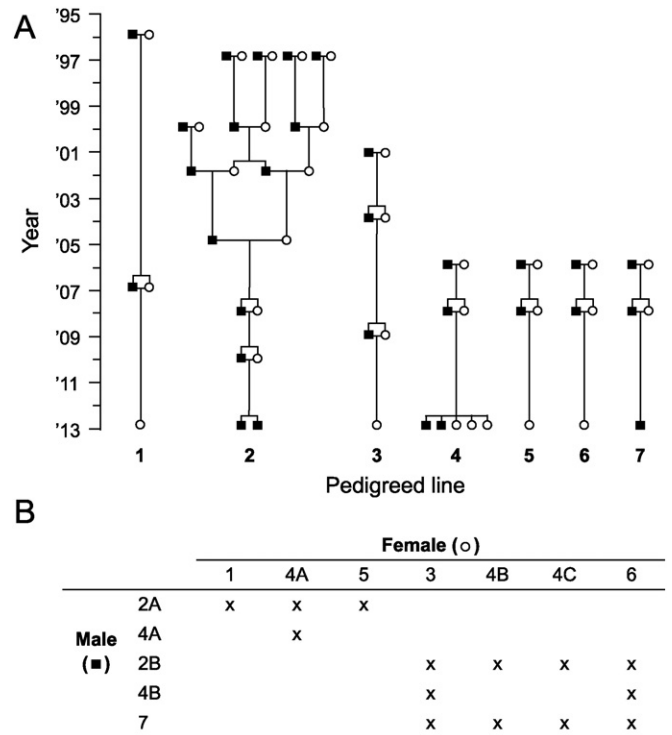 A
'95
'97
'99
'01
'03
'05
'07
'09
'11
'13
Year
1 2 3 4 5 6 7
Pedigreed line
B
Female (○)
1 4A 5 3 4B 4C 6
2A x x x
4A x
2B x x x x
4B x x
7 x x x x
Male
(■)